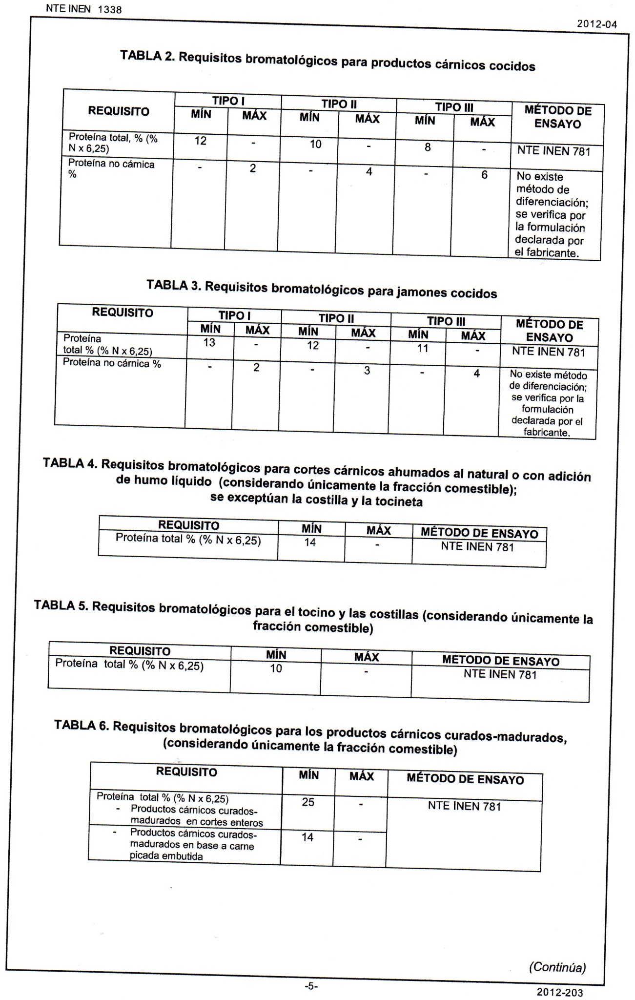 NTE INEN 1338
2012-04
TABLA 2. Requisitos bromatológicos para productos cárnicos cocidos
REQUISITO TIPO I TIPO II TIPO III MÉTODO DE ENSAYO
MÍN MÁX MÍN MÁX MÍN MÁX
Proteína total, % (% 12 - 10 - 8 - NTE INEN 781
N x 6,25)
Proteína no cárnica - 2 - 4 - 6 No existe
%
método de
diferenciación;
se verifica por
la formulación
declarada por
el fabricante.
TABLA 3. Requisitos bromatológicos para jamones cocidos
REQUISITO TIPO I TIPO II TIPO III MÉTODO DE ENSAYO
MÍN MÁX MÍN MÁX MÍN MÁX
Proteína
total % (% N x 6,25) 13 - 12 - 11 - NTE INEN 781
Proteína no cárnica % - 2 - 3 - 4 No existe método
de diferenciación;
se verifica por la
formulación
declarada por el
fabricante.
TABLA 4. Requisitos bromatológicos para cortes cárnicos ahumados al natural o con adición
de humo líquido (considerando únicamente la fracción comestible);
se exceptúan la costilla y la tocineta
REQUISITO MÍN MÁX MÉTODO DE ENSAYO
Proteína total % (% N x 6,25) 14 - NTE INEN 781
TABLA 5. Requisitos bromatológicos para el tocino y las costillas (considerando únicamente la
fracción comestible)
REQUISITO MÍN MÁX METODO DE ENSAYO
Proteína total % (% N x 6,25) 10 - NTE INEN 781
TABLA 6. Requisitos bromatológicos para los productos cárnicos curados-madurados,
(considerando únicamente la fracción comestible)
REQUISITO MÍN MÁX MÉTODO DE ENSAYO
Proteína total % (% N x 6,25) 25 - NTE INEN 781
- Productos cárnicos curados-
madurados en cortes enteros
- Productos cárnicos curados- 14 -
madurados en base a carne
picada embutida
(Continúa)
-5-
2012-203